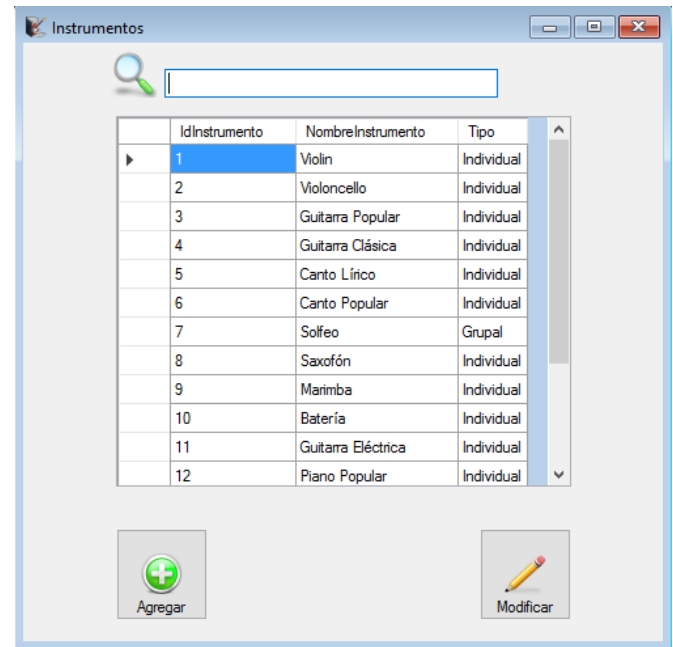 Instrumentos
IdInstrumento NombreInstrumento Tipo
1 Violin Individual
2 Violoncello Individual
3 Guitarra Popular Individual
4 Guitarra Clásica Individual
5 Canto Lírico Individual
6 Canto Popular Individual
7 Solfeo Grupal
8 Saxofón Individual
9 Marimba Individual
10 Batería Individual
11 Guitarra Eléctrica Individual
12 Piano Popular Individual
Agregar Modificar